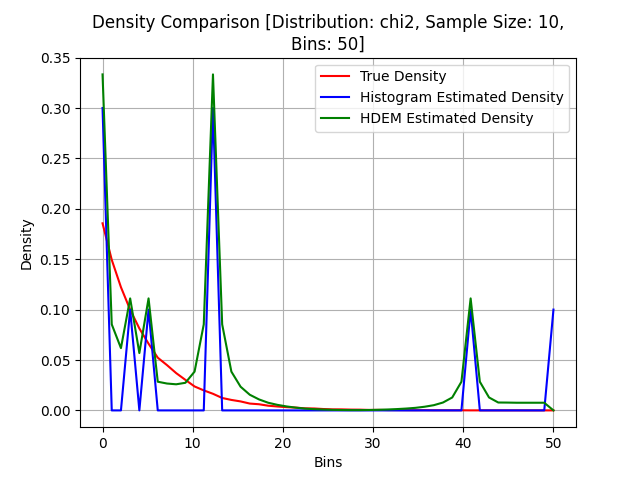 Density Comparison [Distribution: chi2, Sample Size: 10,
Bins: 50]
True Density
Histogram Estimated Density
HDEM Estimated Density
Density
0.35
0.30
0.25
0.20
0.15
0.10
0.05
0.00
0 10 20 30 40 50
Bins